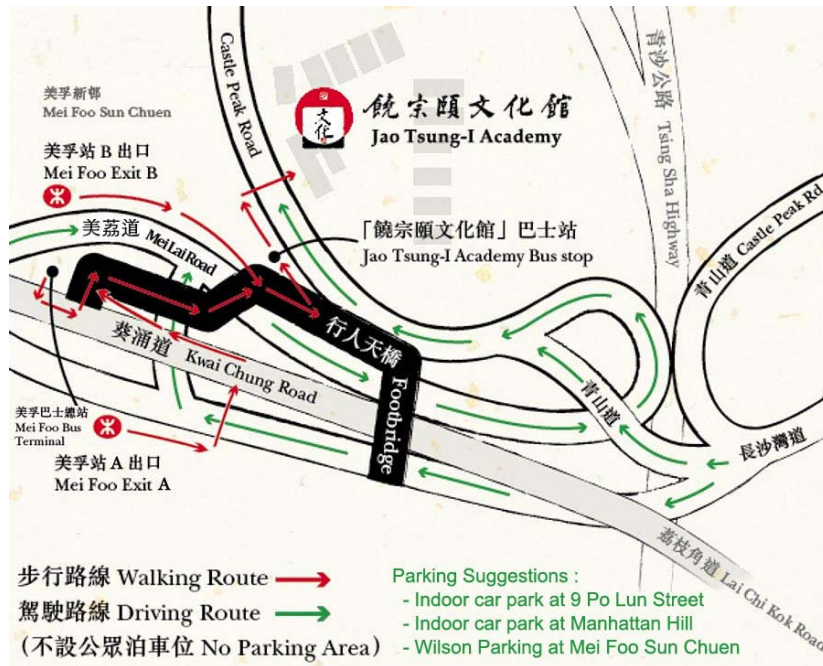 美孚新邨
Mei Foo Sun Chuen
Castle Peak Road
文化
饒宗頤文化館
Jao Tsung-I Academy
青沙公路 Tsing Sha Highway
美孚站 B 出口
Mei Foo Exit B
美荔道 Mei Lai Road
「饒宗頤文化館」巴士站
Jao Tsung-I Academy Bus stop
青山道 Castle Peak Rd
行人天橋 Footbridge
葵涌道 Kwai Chung Road
青山道
長沙灣道
美孚巴士總站
Mei Foo Bus
Terminal
美孚站 A 出口
Mei Foo Exit A
荔枝角道 Lai Chi Kok Road
步行路線 Walking Route
駕駛路線 Driving Route
(不設公眾泊車位 No Parking Area)
Parking Suggestions :
- Indoor car park at 9 Po Lun Street
- Indoor car park at Manhattan Hill
- Wilson Parking at Mei Foo Sun Chuen